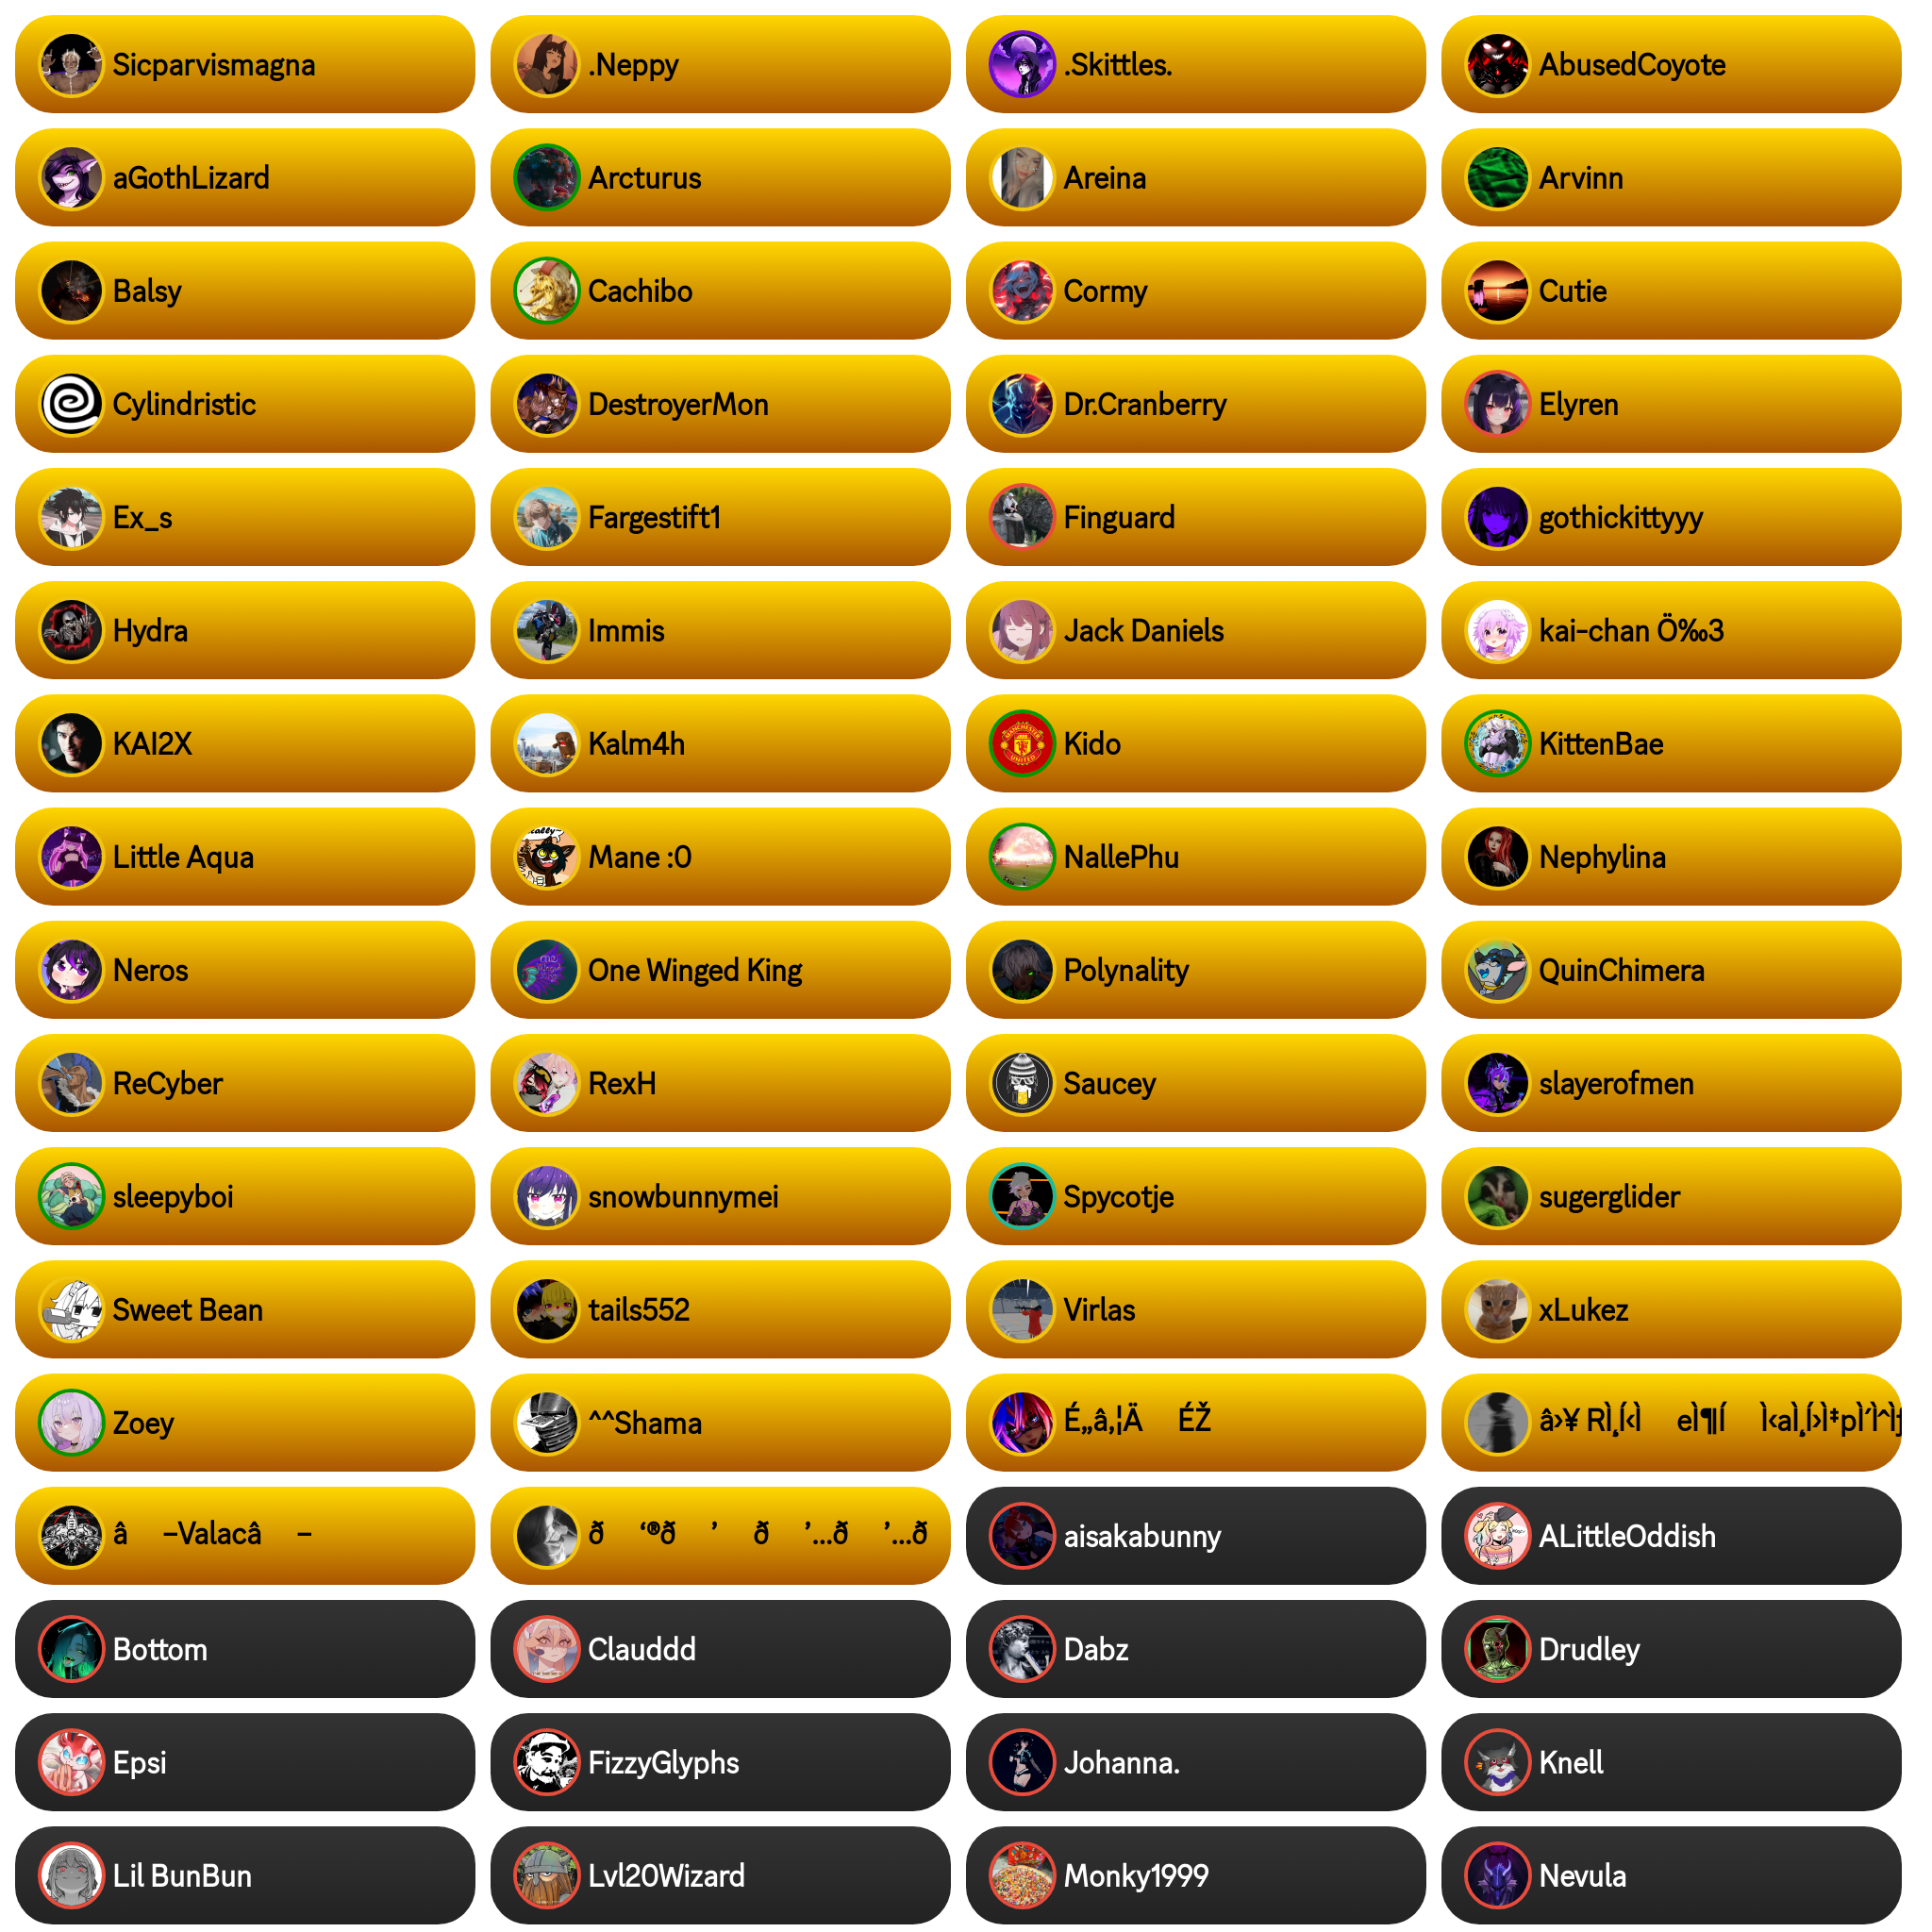 Sicparvismagna
.Neppy
.Skittles.
AbusedCoyote
aGothLizard
Arcturus
Areina
Arvinn
Balsy
Cachibo
Cormy
Cutie
Cylindristic
DestroyerMon
Dr.Cranberry
Elyren
Ex_s
Fargestift1
Finguard
gothickittyyy
Hydra
Immis
Jack Daniels
kai-chan Ö‰3
KAI2X
Kalm4h
Kido
MANCHESTER
UNITED
KittenBae
Little Aqua
Mane :0
NallePhu
Nephylina
Neros
One Winged King
Polynality
QuinChimera
ReCyber
RexH
Saucey
slayerofmen
sleepyboi
snowbunnymei
Spycotje
sugerglider
Sweet Bean
tails552
Virlas
xLukez
Zoey
^^Shama
É„â‚¦Ä ÉŽ
â –Valacâ –
ð ‘®ð ’ ð ’…ð ’…ð
aisakabunny
ALittleOddish
Bottom
Clauddd
Dabz
Drudley
Epsi
FizzyGlyphs
Johanna.
Knell
Lil BunBun
Lvl20Wizard
Monky1999
Nevula